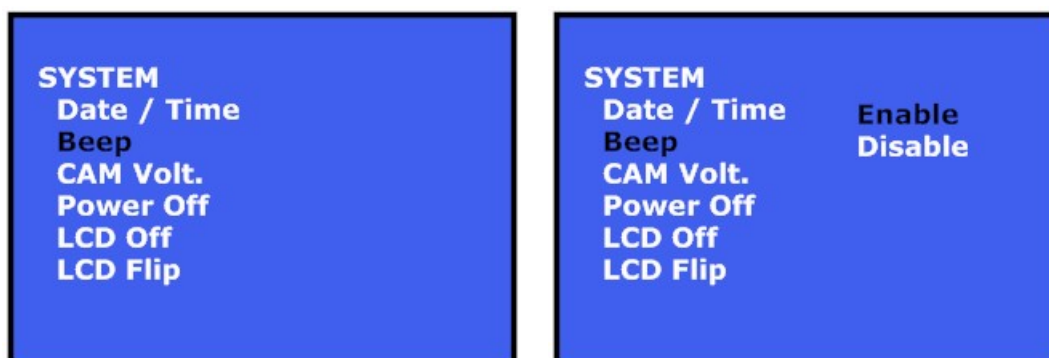 SYSTEM
Date / Time
Beep
CAM Volt.
Power Off
LCD Off
LCD Flip
SYSTEM
Date / Time
Beep
CAM Volt.
Power Off
LCD Off
LCD Flip
Enable
Disable